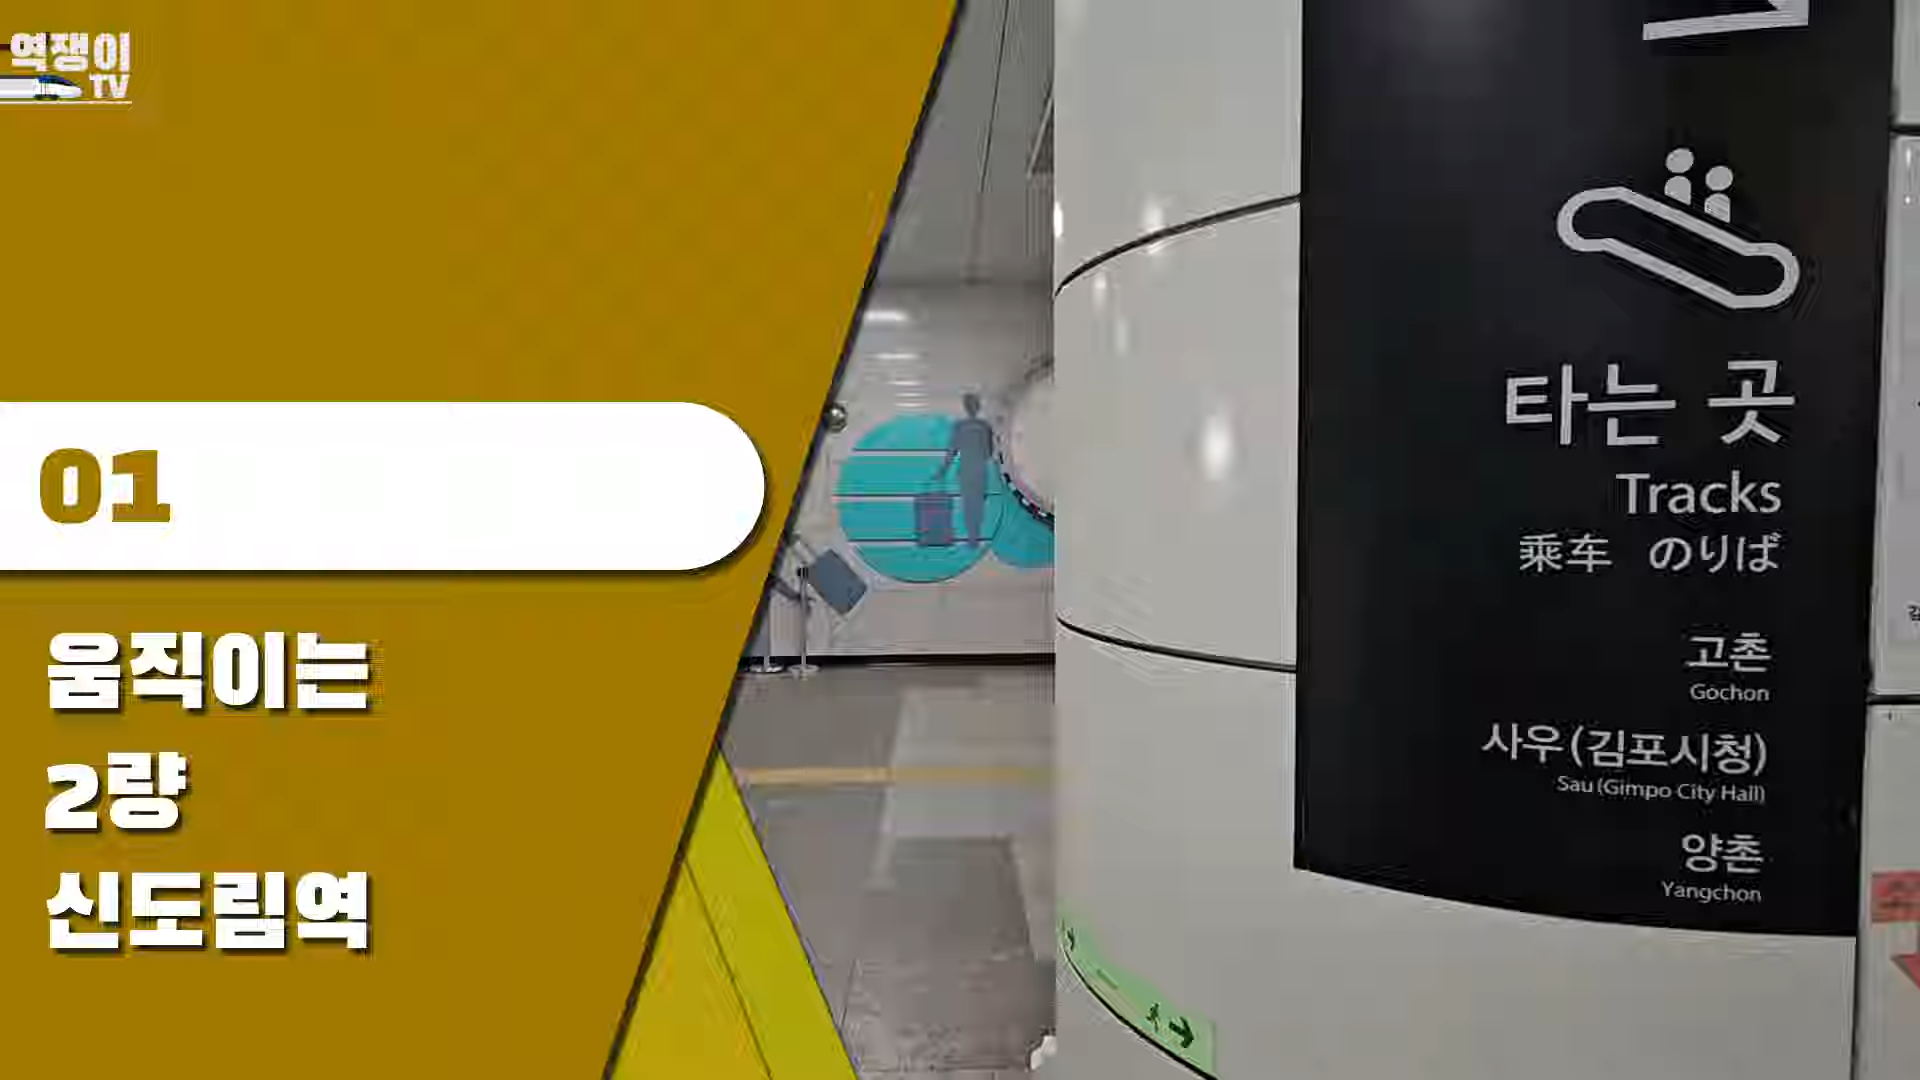 역쟁이
TV
01
움직이는
2량
신도림역
타는 곳
Tracks
乘车 のりば
고촌
Gochon
사우(김포시청)
Sau (Gimpo City Hall)
양촌
Yangchon